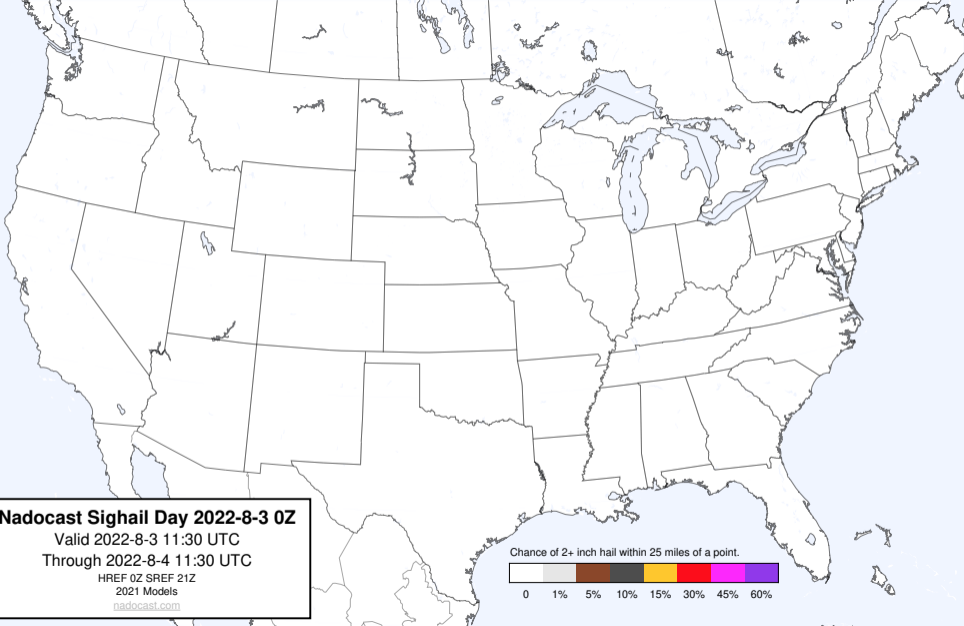 Nadocast Sighail Day 2022-8-3 0Z
Valid 2022-8-3 11:30 UTC
Through 2022-8-4 11:30 UTC
HREF 0Z SREF 21Z
2021 Models
nadocast.com
Chance of 2+ inch hail within 25 miles of a point.
0 1% 5% 10% 15% 30% 45% 60%